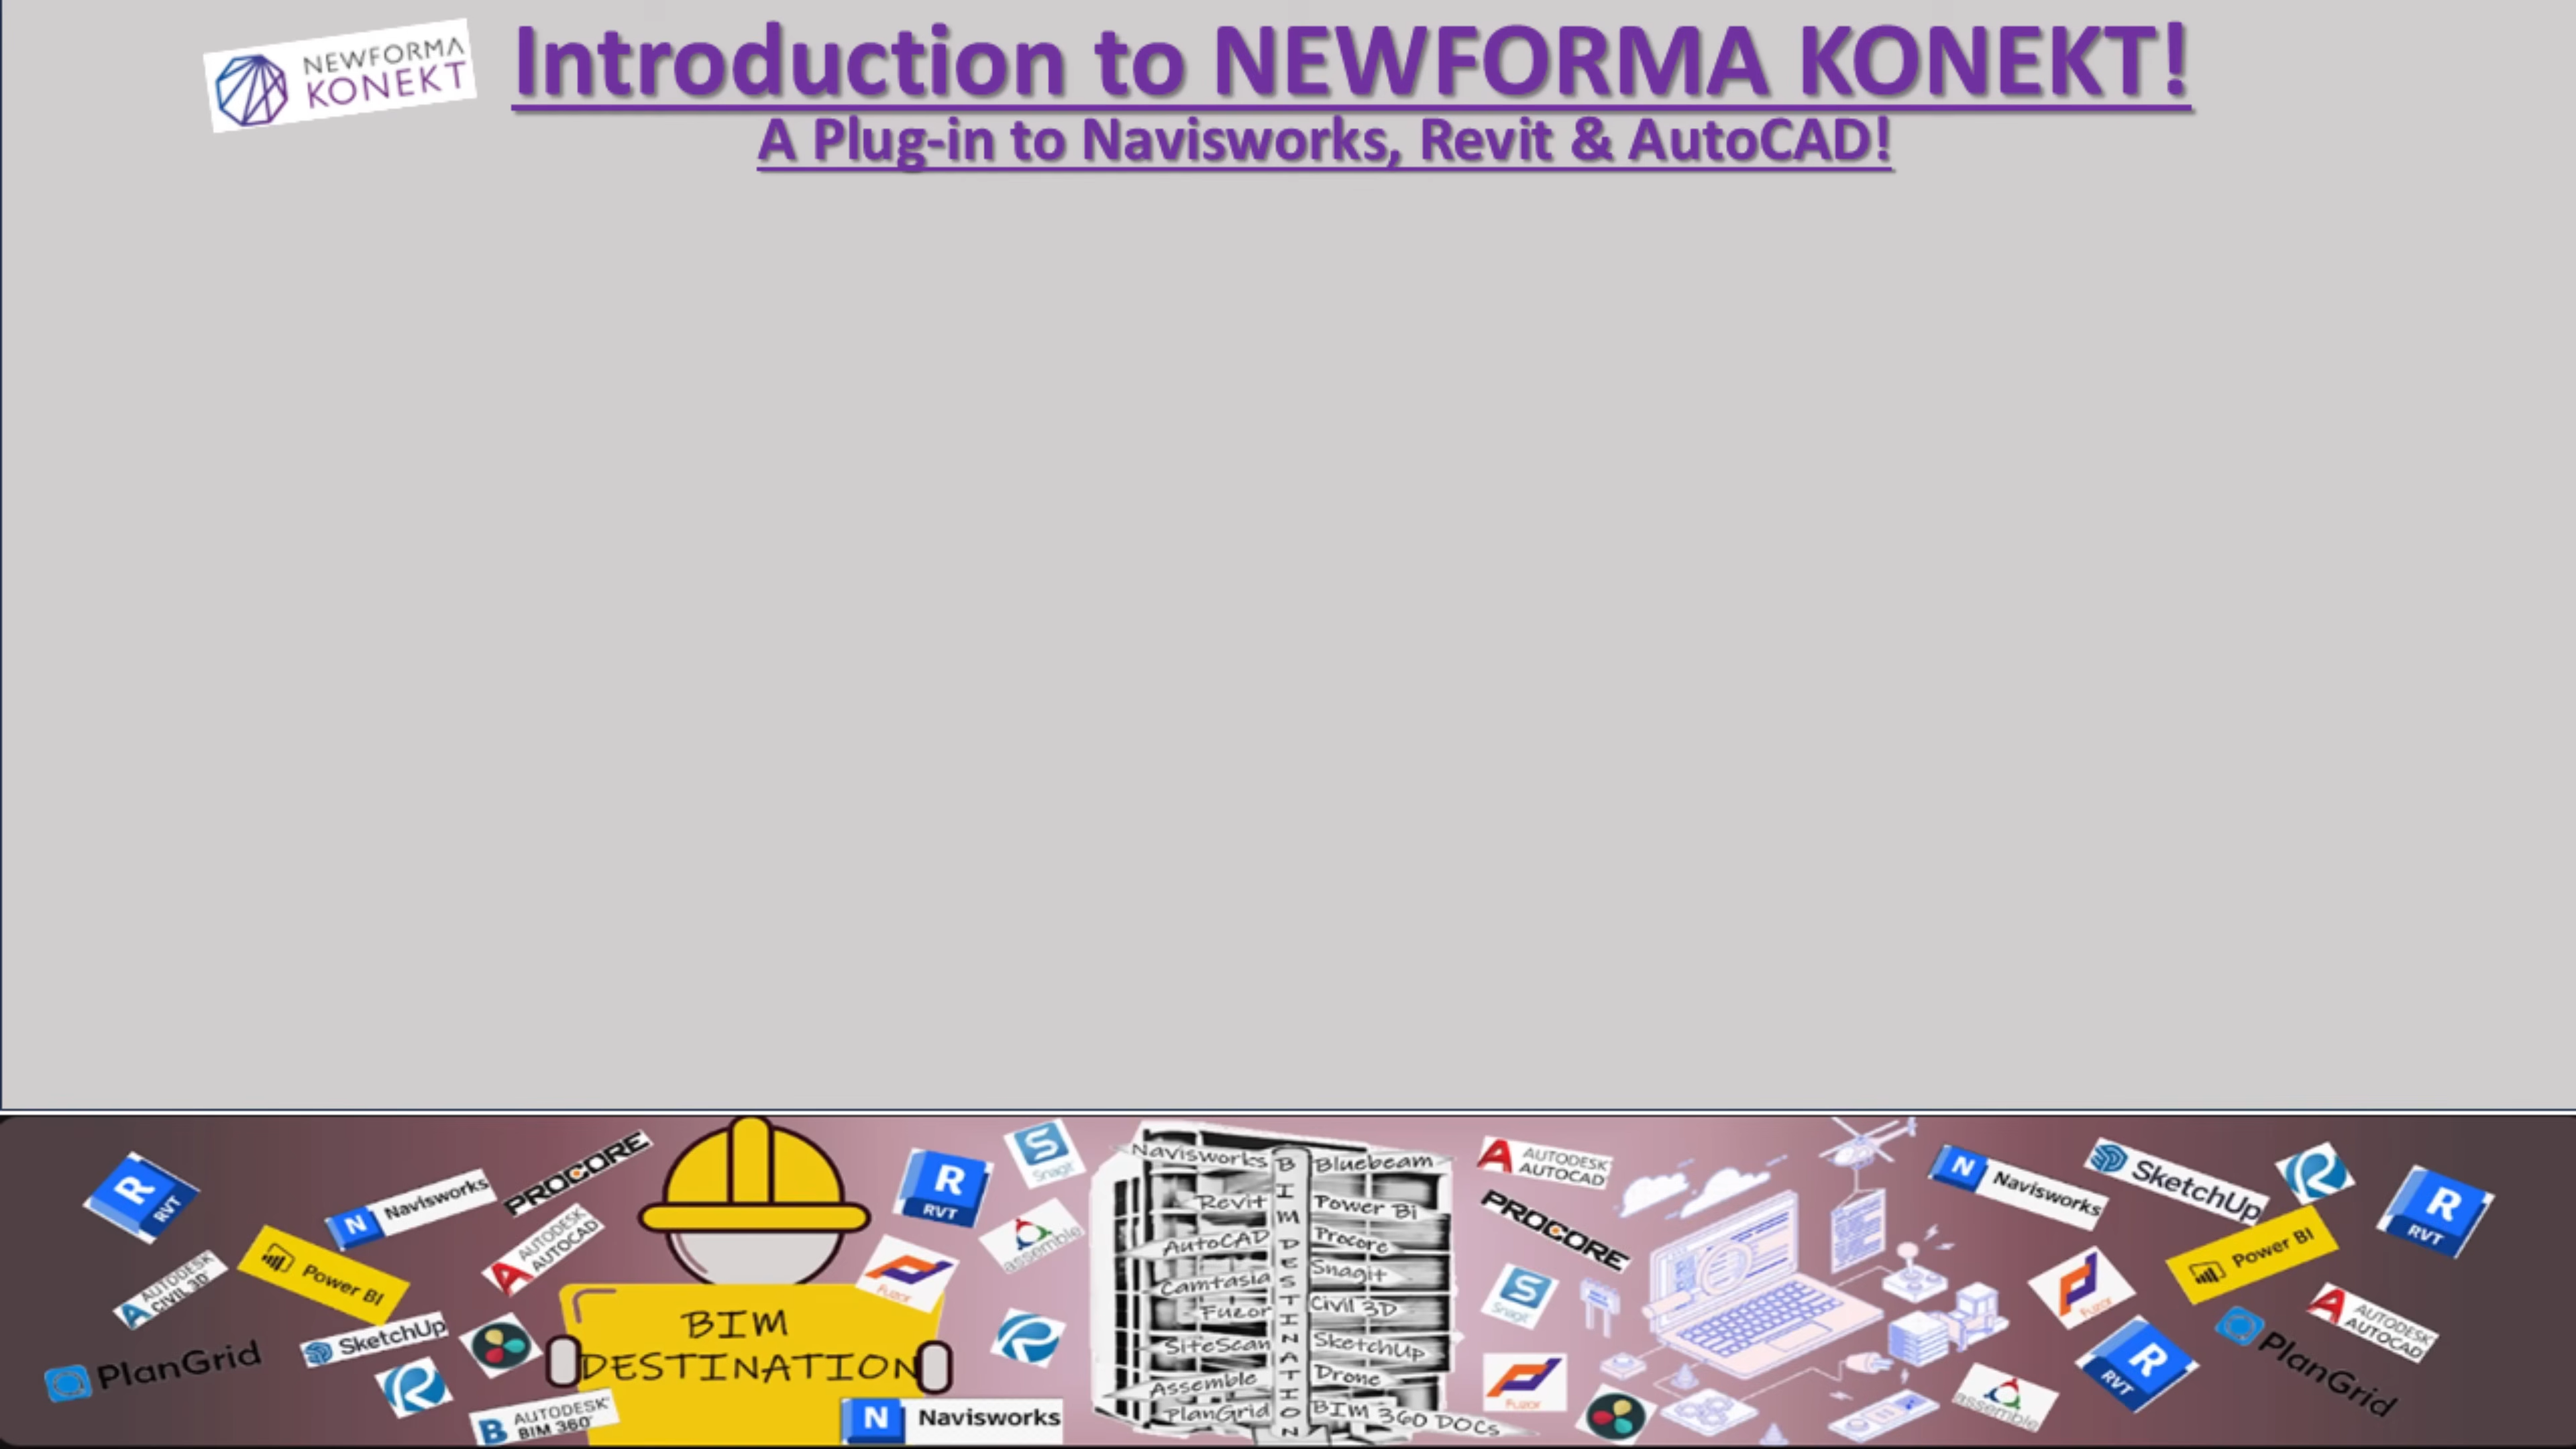 NEWFORMA
KONEKT
Introduction to NEWFORMA KONEKT!
A Plug-in to Navisworks, Revit & AutoCAD!
R
RVT
AUTODESK
CIVIL 3D
PlanGrid
Power BI
N Navisworks
SketchUp
PROCORE
AUTODESK
AUTOCAD
AUTODESK
BIM 360
BIM
DESTINATION
N Navisworks
R
RVT
Fuzor
S
Snagit
assemble
BIM DESTINATION
Navisworks
Revit
AutoCAD
Camtasia
Fuzor
SiteScan
Assemble
PlanGrid
Bluebeam
Power Bi
Procore
Snagit
Civil 3D
SketchUp
Drone
BIM 360 DOCs
AUTODESK
AUTOCAD
PROCORE
S
Snagit
Fuzor
N Navisworks
SketchUp
Power BI
Fuzor
R
RVT
assemble
R
RVT
AUTODESK
AUTOCAD
PlanGrid